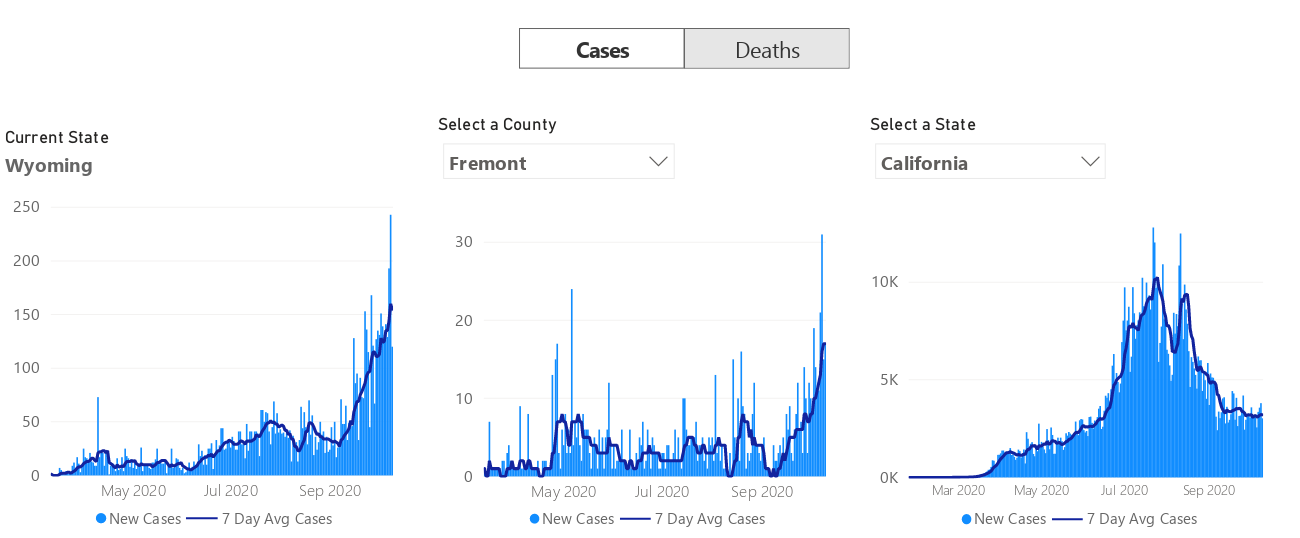 Cases Deaths
Current State
Wyoming
Select a County
Fremont
Select a State
California
250
200
150
100
50
0
May 2020 Jul 2020 Sep 2020
New Cases 7 Day Avg Cases
30
20
10
0
May 2020 Jul 2020 Sep 2020
New Cases 7 Day Avg Cases
10K
5K
0K
Mar 2020 May 2020 Jul 2020 Sep 2020
New Cases 7 Day Avg Cases